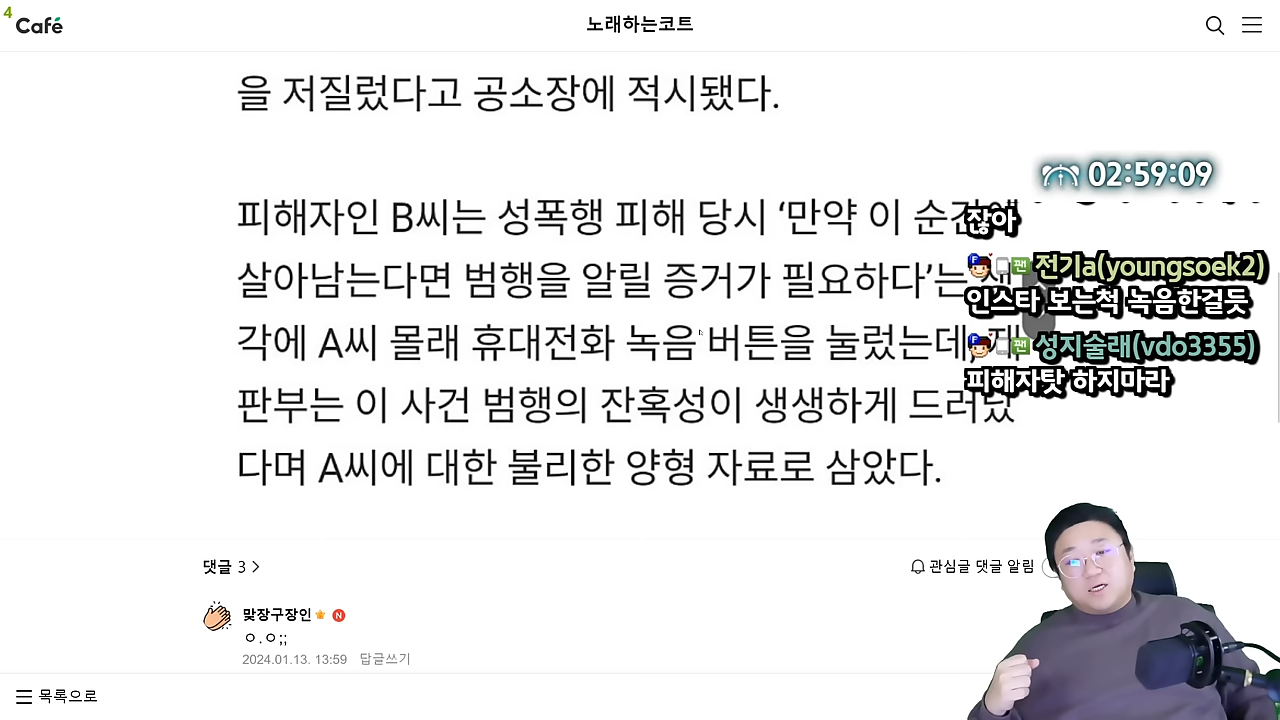 4
Café
노래하는코트
을 저질렀다고 공소장에 적시됐다.
02:59:09
피해자인 B씨는 성폭행 피해 당시 ‘만약 이
살아남는다면 범행을 알릴 증거가 필요하다’는
각에 A씨 몰래 휴대전화 녹음 버튼을 눌렀는데,
판부는 이 사건 범행의 잔혹성이 생생하게
다며 A씨에 대한 불리한 양형 자료로 삼았다.
잖아
F 팬 전기a(youngsoek2)
인스타 보는척 녹음한걸듯
F 팬 성지술래(vdo3355)
피해자탓 하지마라
댓글 3
관심글 댓글 알림
맞장구장인 N
ㅇ.ㅇ;;
2024.01.13. 13:59 답글쓰기
목록으로